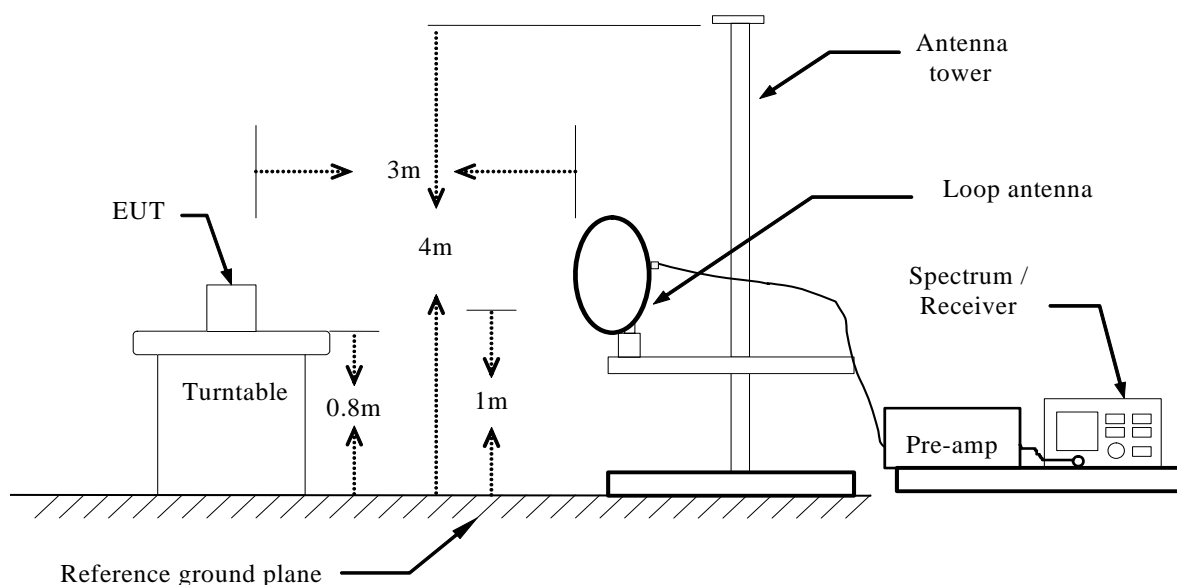 Antenna
tower
3m
Loop antenna
EUT
4m
Spectrum /
Receiver
Turntable
0.8m
1m
Pre-amp
Reference ground plane